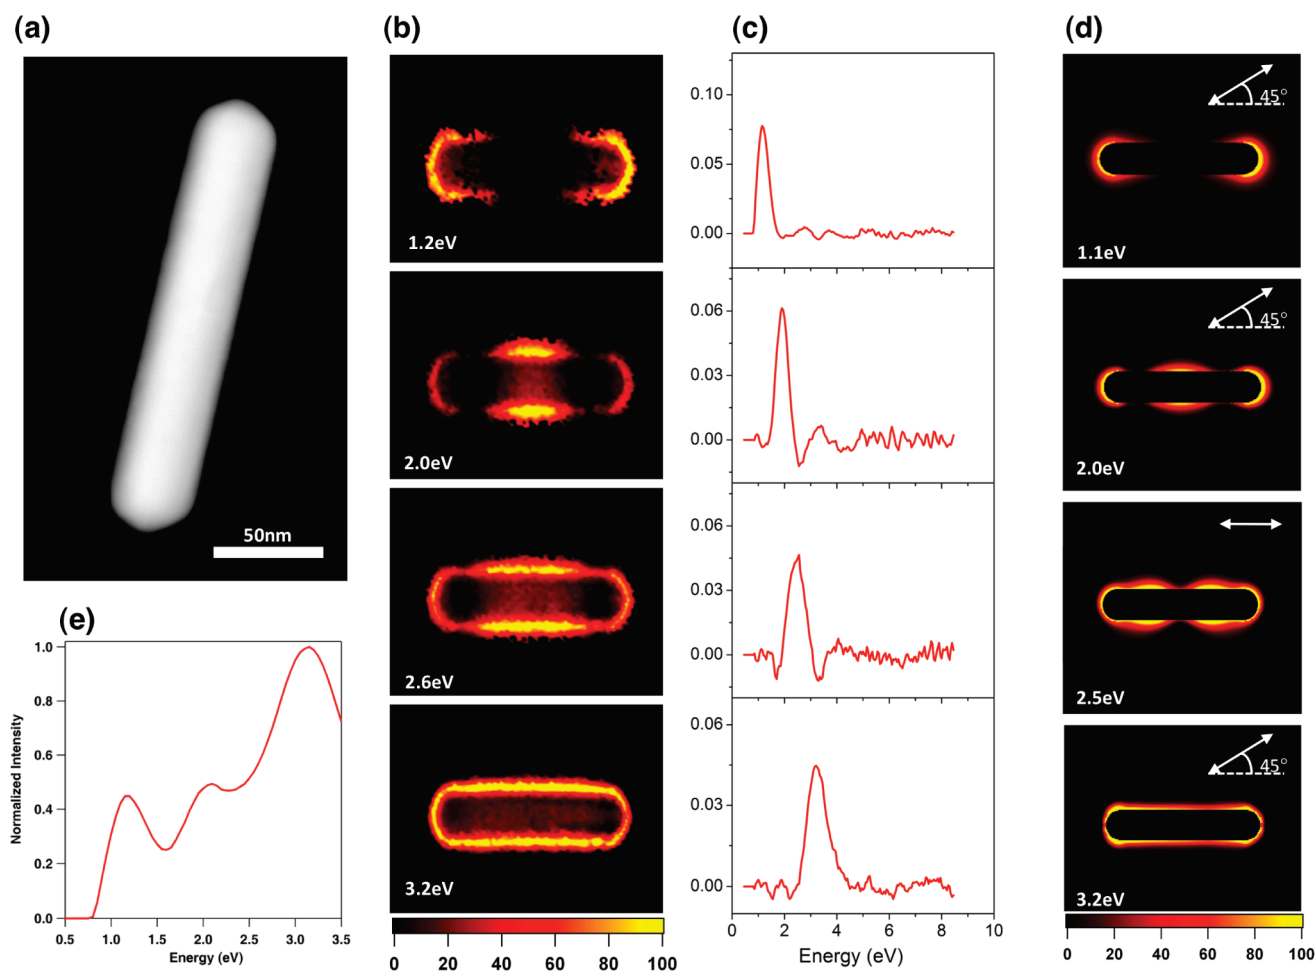 (a)
50nm
(b)
1.2eV
2.0eV
2.6eV
3.2eV
0 20 40 60 80 100
(c)
0.10
0.05
0.00
0.06
0.03
0.00
0.06
0.03
0.00
0.06
0.03
0.00
0 2 4 6 8 10
Energy (eV)
(d)
45°
1.1eV
45°
2.0eV
2.5eV
45°
3.2eV
0 20 40 60 80 100
(e)
Normalized Intensity
1.0
0.8
0.6
0.4
0.2
0.0
0.5 1.0 1.5 2.0 2.5 3.0 3.5
Energy (eV)